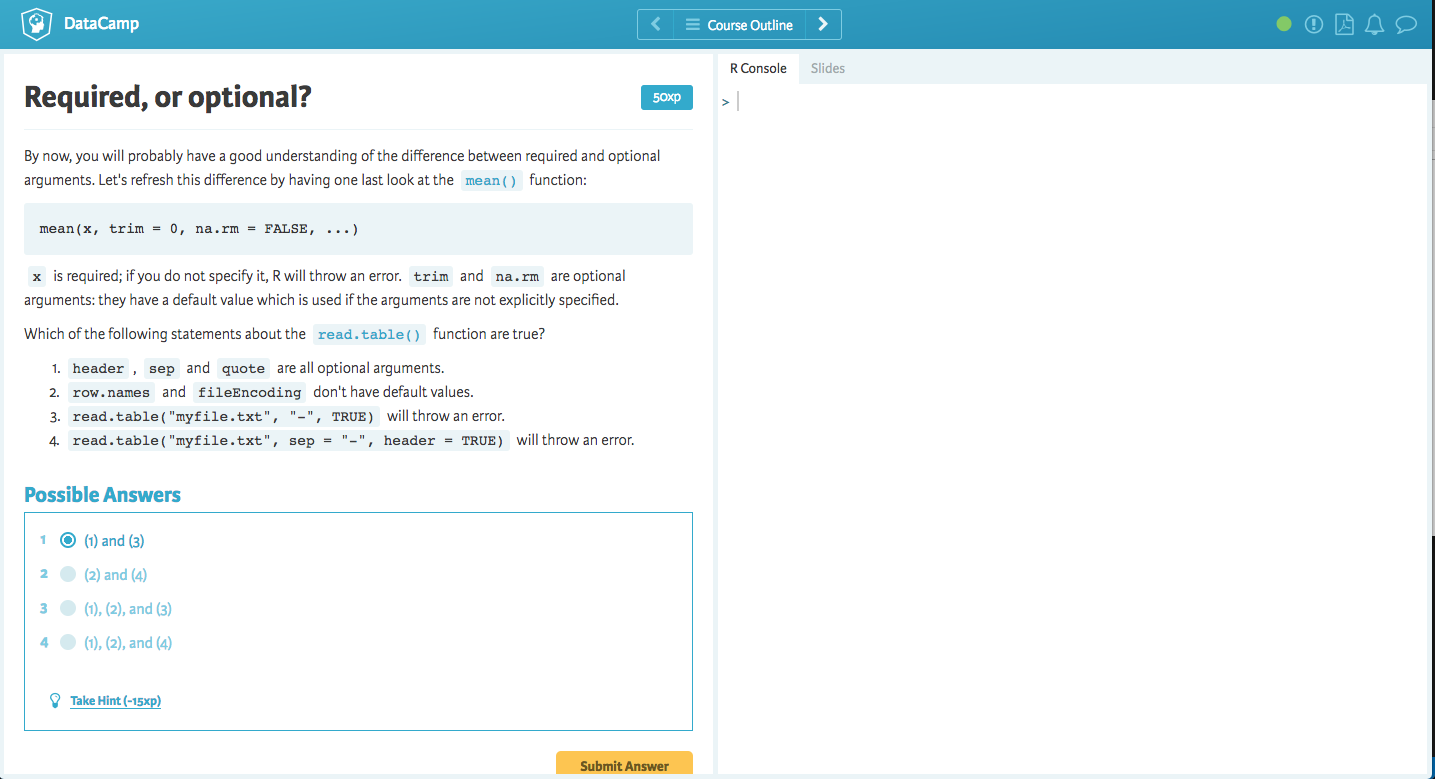 DataCamp
Course Outline
R Console Slides
>
Required, or optional?
50xp
By now, you will probably have a good understanding of the difference between required and optional
arguments. Let's refresh this difference by having one last look at the mean() function:
mean(x, trim = 0, na.rm = FALSE, ...)
x is required; if you do not specify it, R will throw an error. trim and na.rm are optional
arguments: they have a default value which is used if the arguments are not explicitly specified.
Which of the following statements about the read.table() function are true?
1. header , sep and quote are all optional arguments.
2. row.names and fileEncoding don't have default values.
3. read.table("myfile.txt", "-", TRUE) will throw an error.
4. read.table("myfile.txt", sep = "-", header = TRUE) will throw an error.
Possible Answers
1 (1) and (3)
2 (2) and (4)
3 (1), (2), and (3)
4 (1), (2), and (4)
Take Hint (-15xp)
Submit Answer